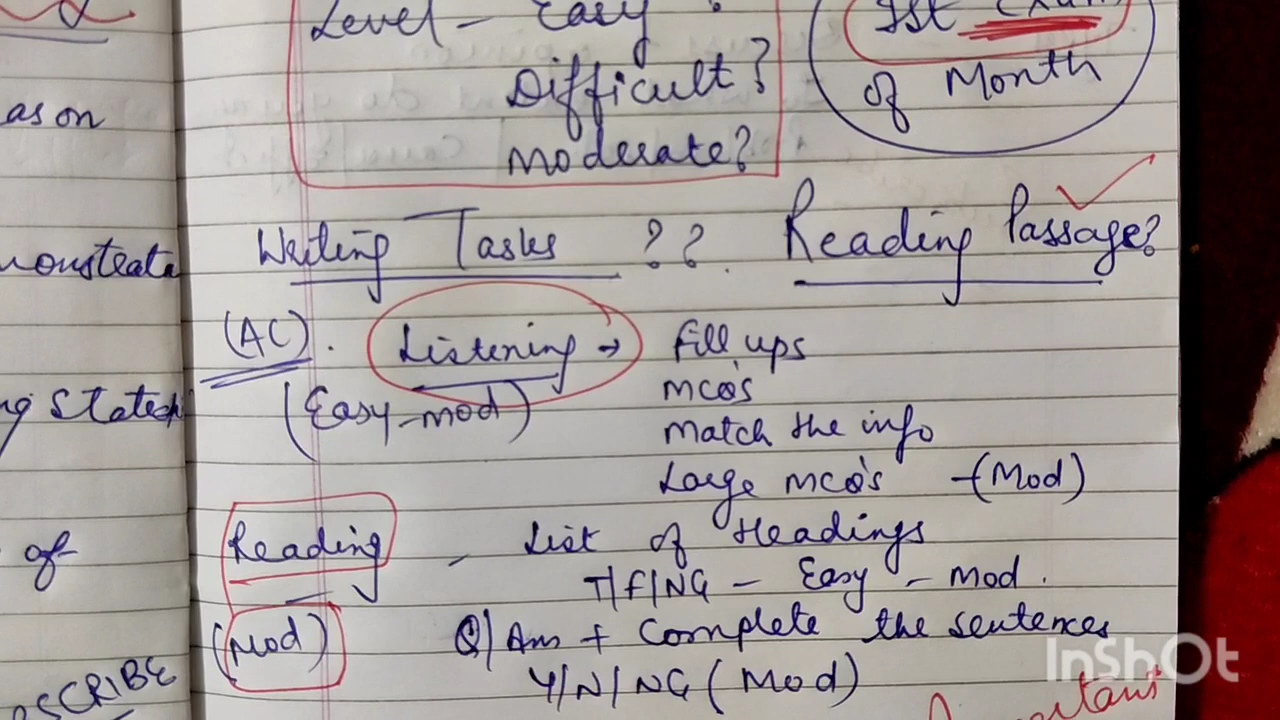 Level - Easy ?
Difficult?
Moderate?
Ist Exam
of Month
as on
Writing Tasks ??. Reading Passage?
(AC). Listening → Fill ups
(Easy-mod) MCQ's
Match the info
Large MCQ's -(Mod)
Reading - List of Headings
T/F/NG - Easy - Mod.
(Mod) Q/Ans + Complete the sentences
Y/N/NG (Mod)
of
InShOt